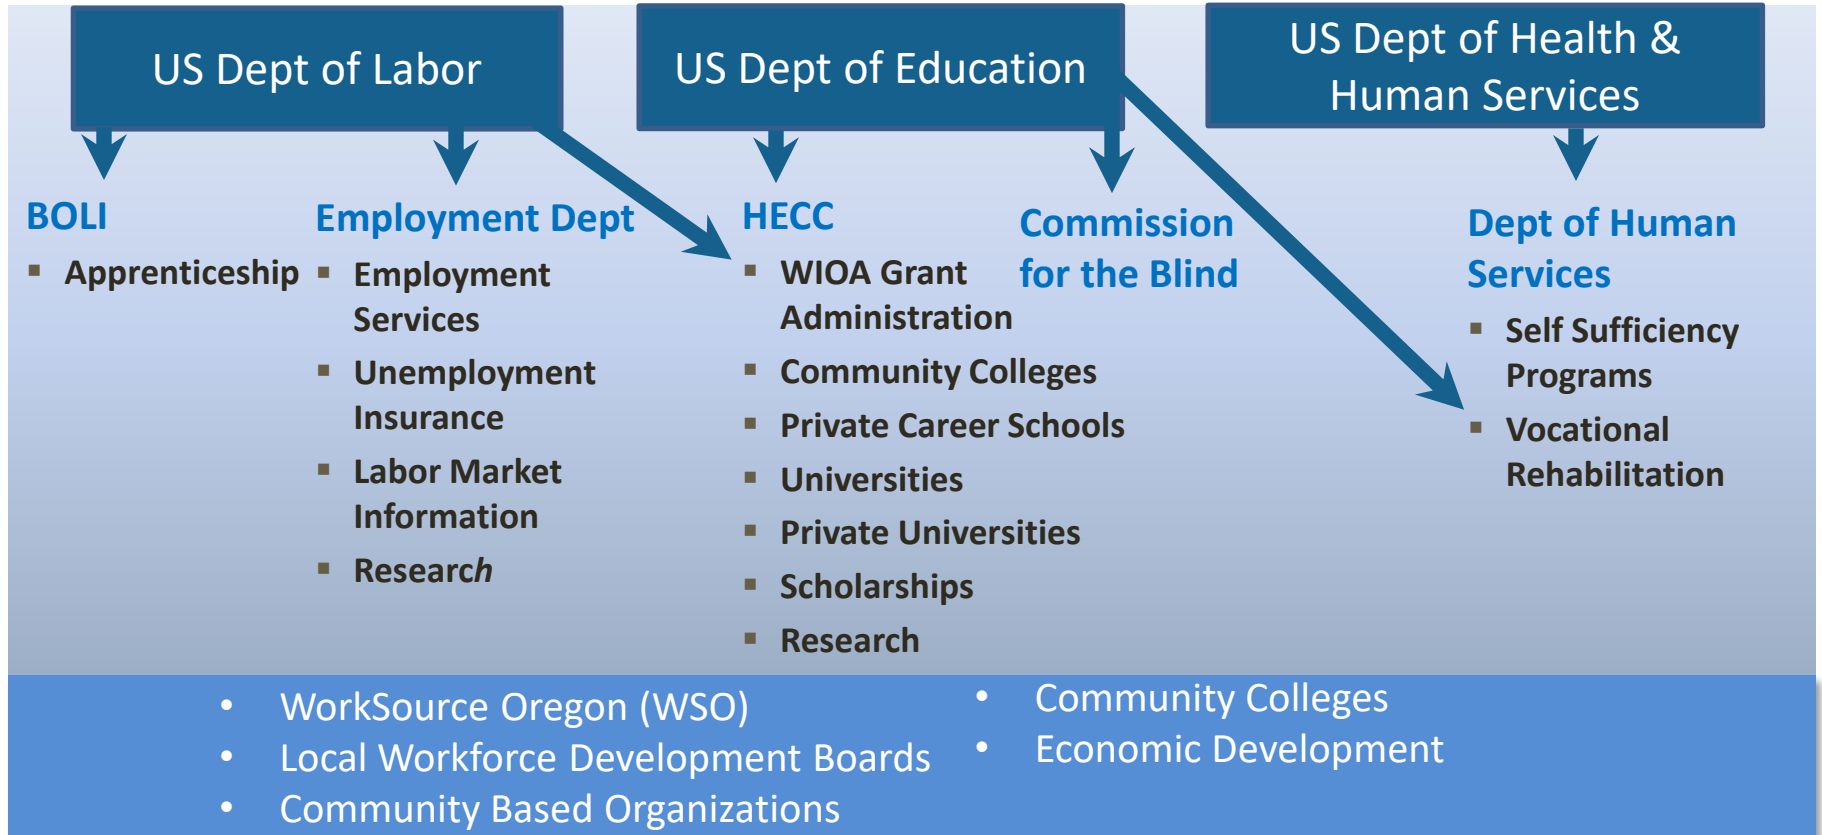 US Dept of Labor
US Dept of Education
US Dept of Health &
Human Services
BOLI
▪ Apprenticeship
Employment Dept
▪ Employment
Services
▪ Unemployment
Insurance
▪ Labor Market
Information
▪ Research
HECC
▪ WIOA Grant
Administration
▪ Community Colleges
▪ Private Career Schools
▪ Universities
▪ Private Universities
▪ Scholarships
▪ Research
Commission
for the Blind
Dept of Human
Services
▪ Self Sufficiency
Programs
▪ Vocational
Rehabilitation
• WorkSource Oregon (WSO)
• Local Workforce Development Boards
• Community Based Organizations
• Community Colleges
• Economic Development